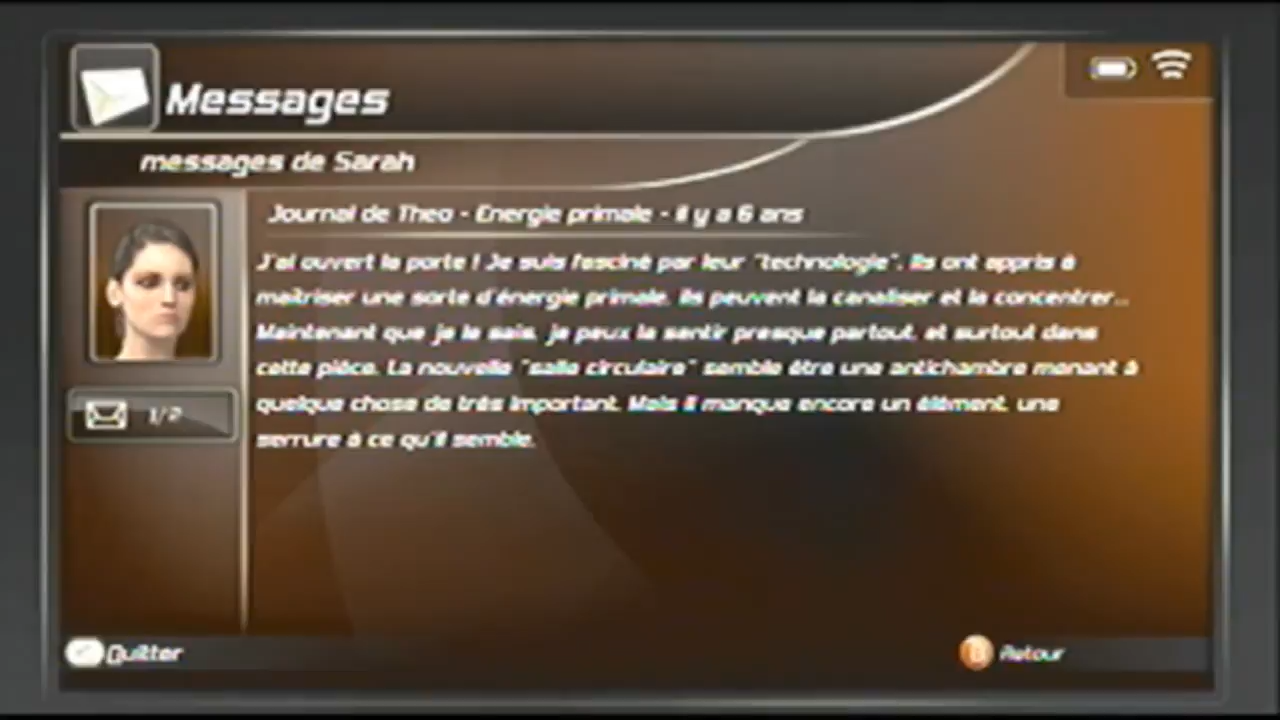 Messages
messages de Sarah
Journal de Theo - Energie primale - il y a 6 ans
J'ai ouvert la porte ! Je suis fasciné par leur "technologie". Ils ont appris à
maîtriser une sorte d'énergie primale. Ils peuvent la canaliser et la concentrer...
Maintenant que je le sais, je peux la sentir presque partout, et surtout dans
cette pièce. La nouvelle "salle circulaire" semble être une antichambre menant à
quelque chose de très important. Mais il manque encore un élément, une
serrure à ce qu'il semble.
1/2
Quitter
B Retour